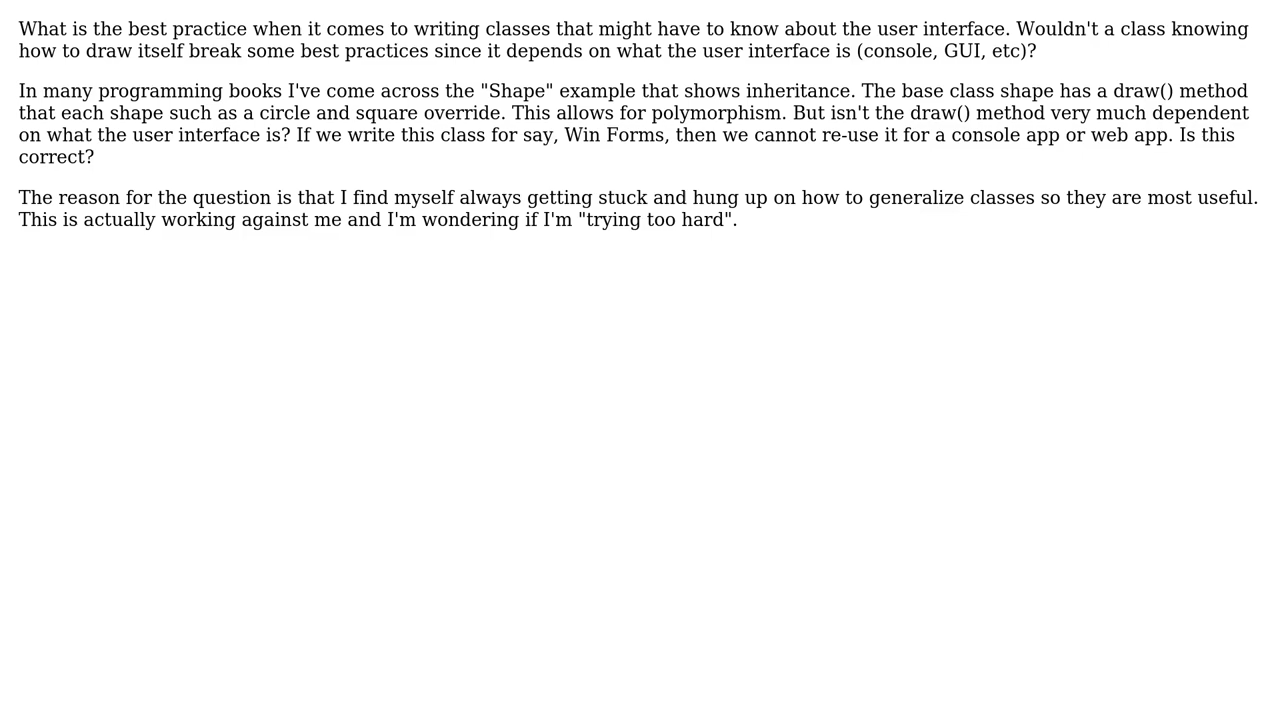 What is the best practice when it comes to writing classes that might have to know about the user interface. Wouldn't a class knowing
how to draw itself break some best practices since it depends on what the user interface is (console, GUI, etc)?
In many programming books I've come across the "Shape" example that shows inheritance. The base class shape has a draw() method
that each shape such as a circle and square override. This allows for polymorphism. But isn't the draw() method very much dependent
on what the user interface is? If we write this class for say, Win Forms, then we cannot re-use it for a console app or web app. Is this
correct?
The reason for the question is that I find myself always getting stuck and hung up on how to generalize classes so they are most useful.
This is actually working against me and I'm wondering if I'm "trying too hard".